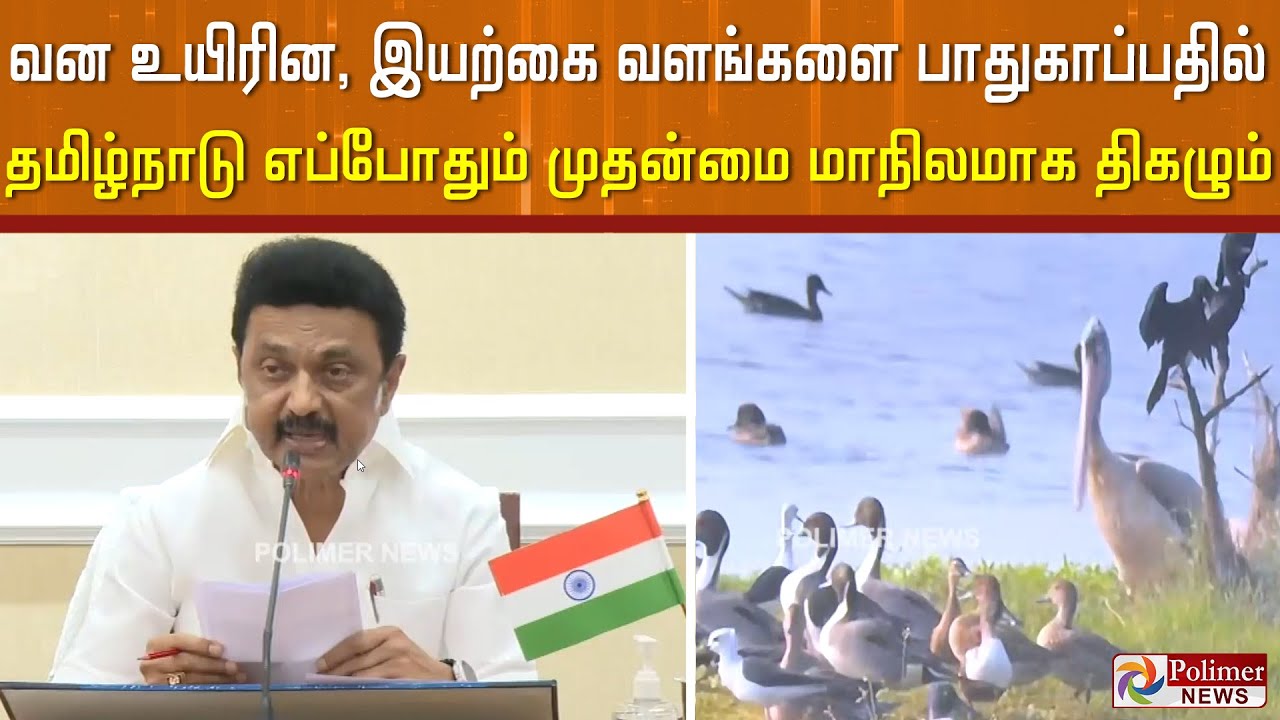 வன உயிரின, இயற்கை வளங்களை பாதுகாப்பதில்
தமிழ்நாடு எப்போதும் முதன்மை மாநிலமாக திகழும்
POLIMER NEWS
POLIMER NEWS
Polimer
NEWS